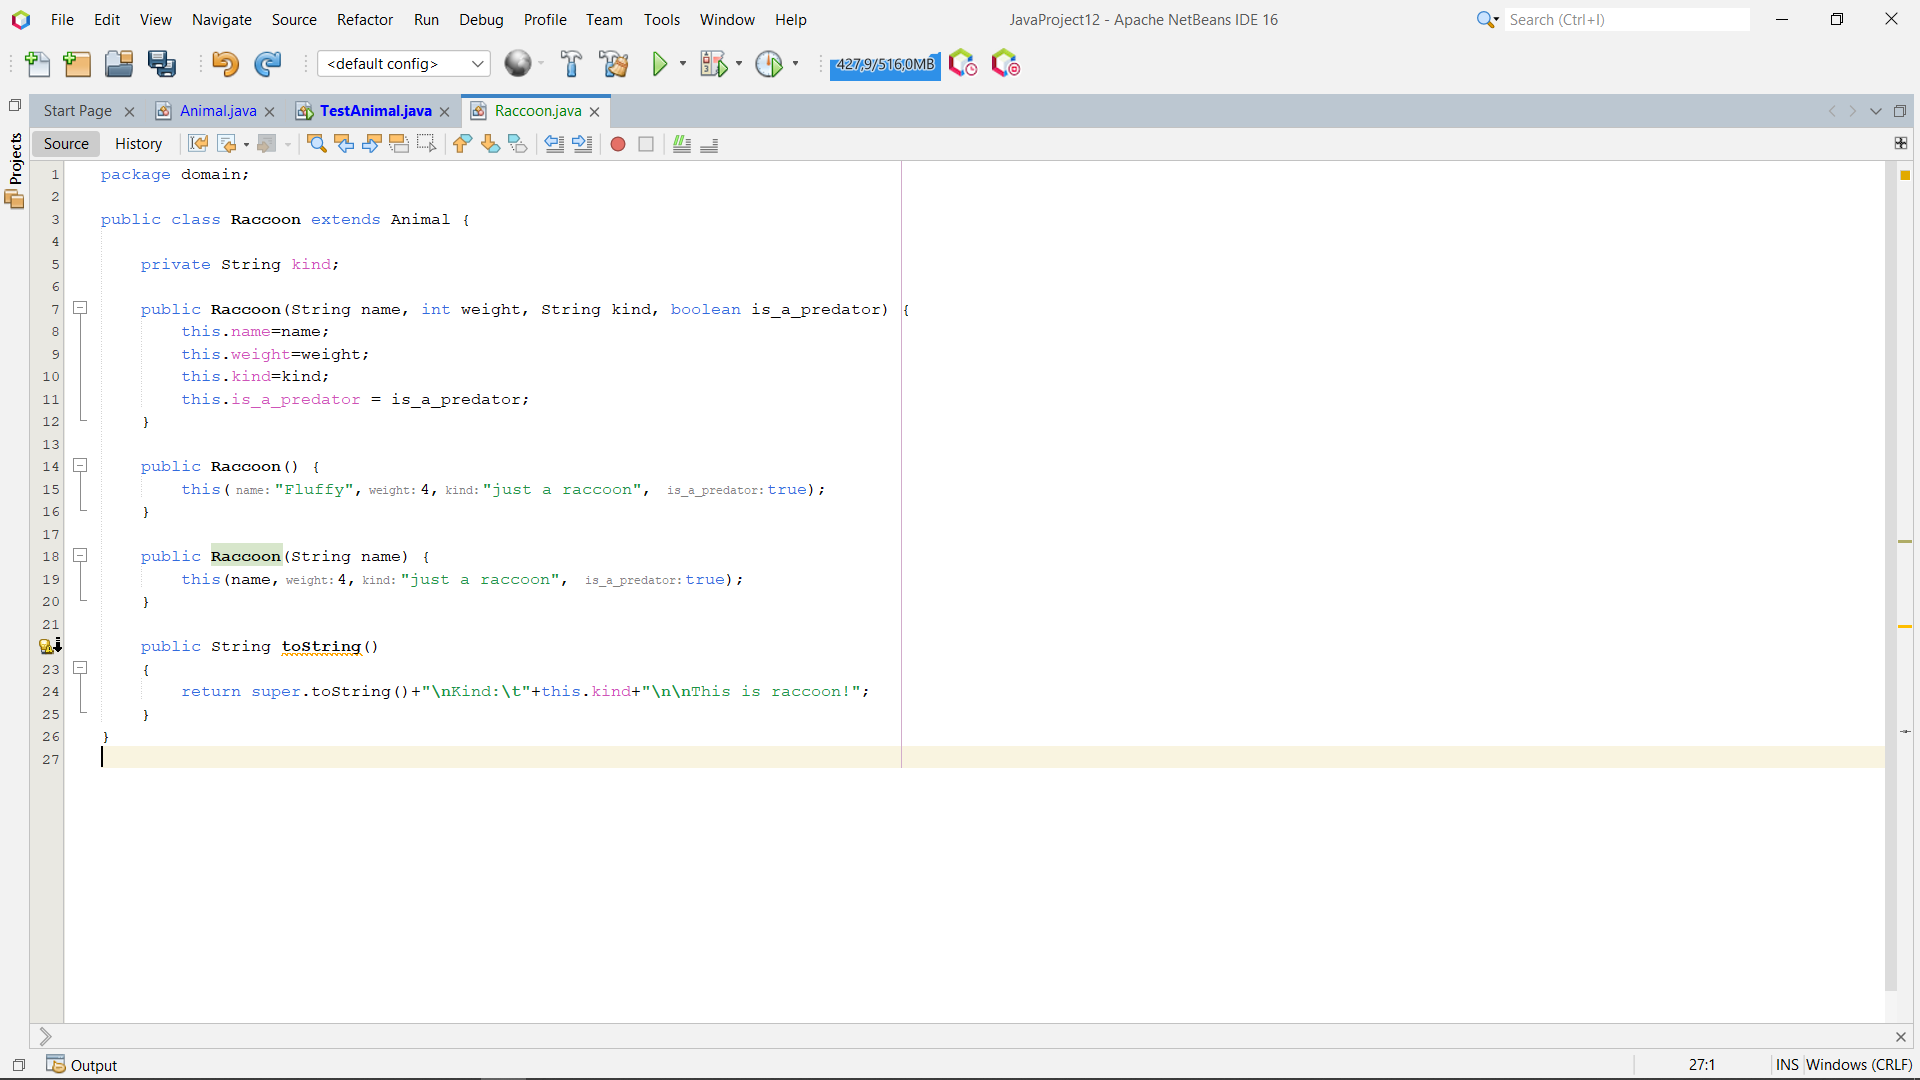 File Edit View Navigate Source Refactor Run Debug Profile Team Tools Window Help
JavaProject12 - Apache NetBeans IDE 16
Search (Ctrl+I)
<default config>
427,9/516,0MB
Start Page
Animal.java
TestAnimal.java
Raccoon.java
Projects
Source History
1 package domain;
2
3 public class Raccoon extends Animal {
4
5 private String kind;
6
7 public Raccoon(String name, int weight, String kind, boolean is_a_predator) {
8 this.name=name;
9 this.weight=weight;
10 this.kind=kind;
11 this.is_a_predator = is_a_predator;
12 }
13
14 public Raccoon() {
15 this( name: "Fluffy", weight: 4, kind: "just a raccoon", is_a_predator: true);
16 }
17
18 public Raccoon(String name) {
19 this(name, weight: 4, kind: "just a raccoon", is_a_predator: true);
20 }
21
public String toString()
23 {
24 return super.toString()+"\nKind:\t"+this.kind+"\n\nThis is raccoon!";
25 }
26 }
27
Output
27:1
INS
Windows (CRLF)